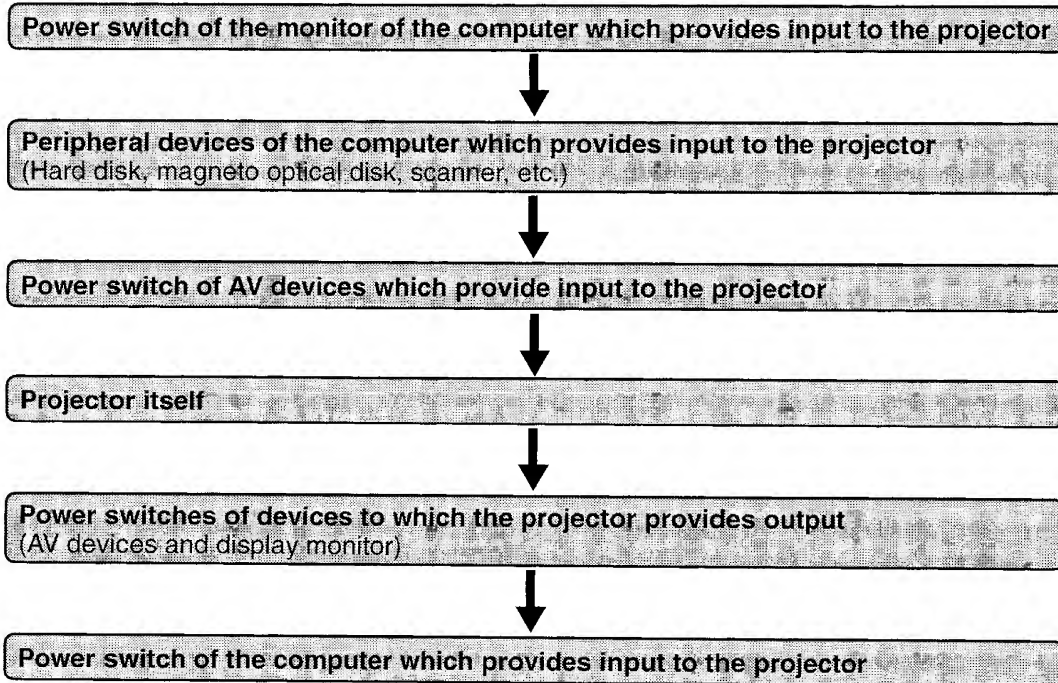 Power switch of the monitor of the computer which provides input to the projector
Peripheral devices of the computer which provides input to the projector
(Hard disk, magneto optical disk, scanner, etc.)
Power switch of AV devices which provide input to the projector
Projector itself
Power switches of devices to which the projector provides output
(AV devices and display monitor)
Power switch of the computer which provides input to the projector